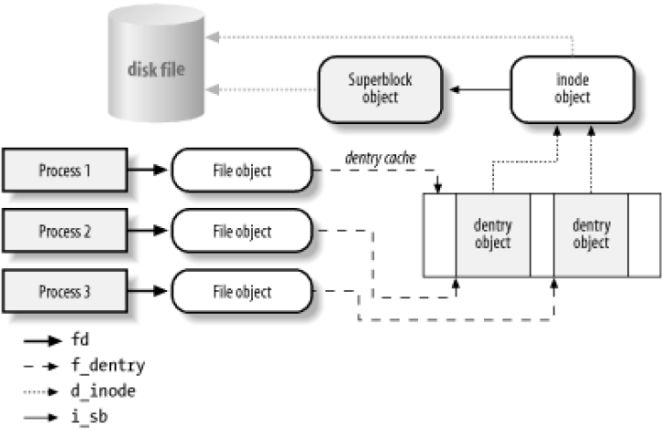 disk file
Superblock
object
inode
object
Process 1
File object
dentry cache
Process 2
File object
dentry
object
dentry
object
Process 3
File object
fd
f_dentry
d_inode
i_sb